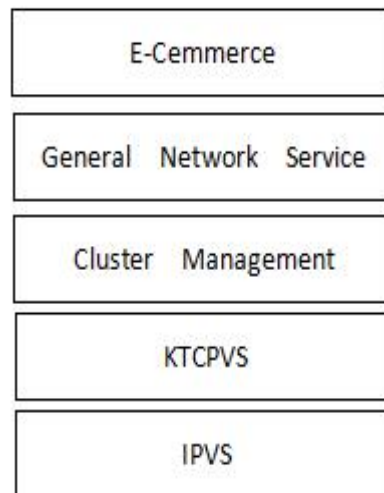 E-Cemmerce
General Network Service
Cluster Management
KTCPVS
IPVS